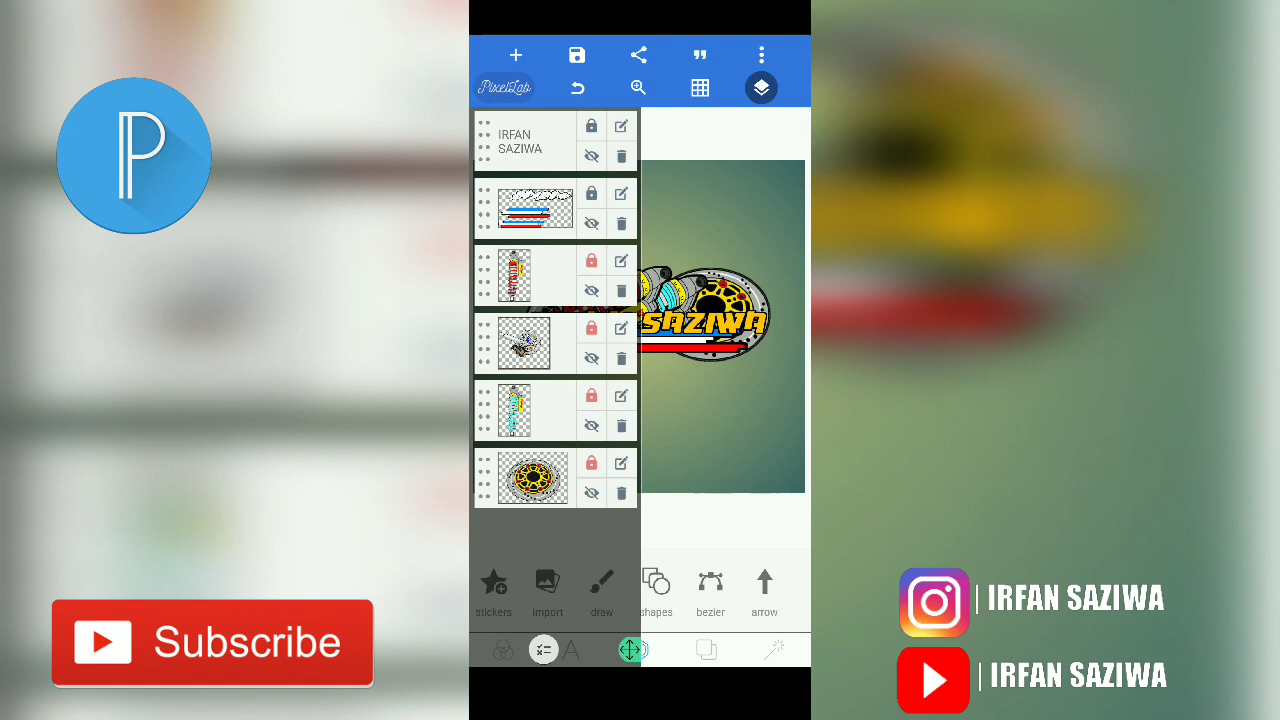 PixelLab
IRFAN
SAZIWA
SAZIWA
stickers
import
draw
shapes
bezier
arrow
Subscribe
| IRFAN SAZIWA
| IRFAN SAZIWA